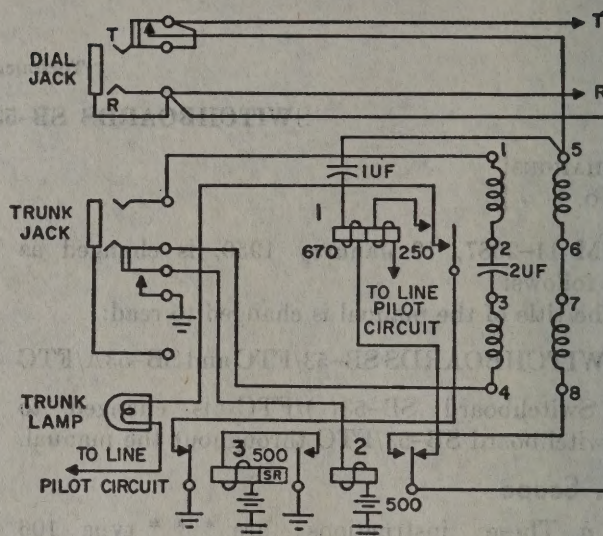 T
DIAL
JACK
R
T
R
TRUNK
JACK
1UF
1
670
250
TO LINE
PILOT
CIRCUIT
1
2
2UF
3
4
5
6
7
8
TRUNK
LAMP
TO LINE
PILOT CIRCUIT
3
500
SR
2
500